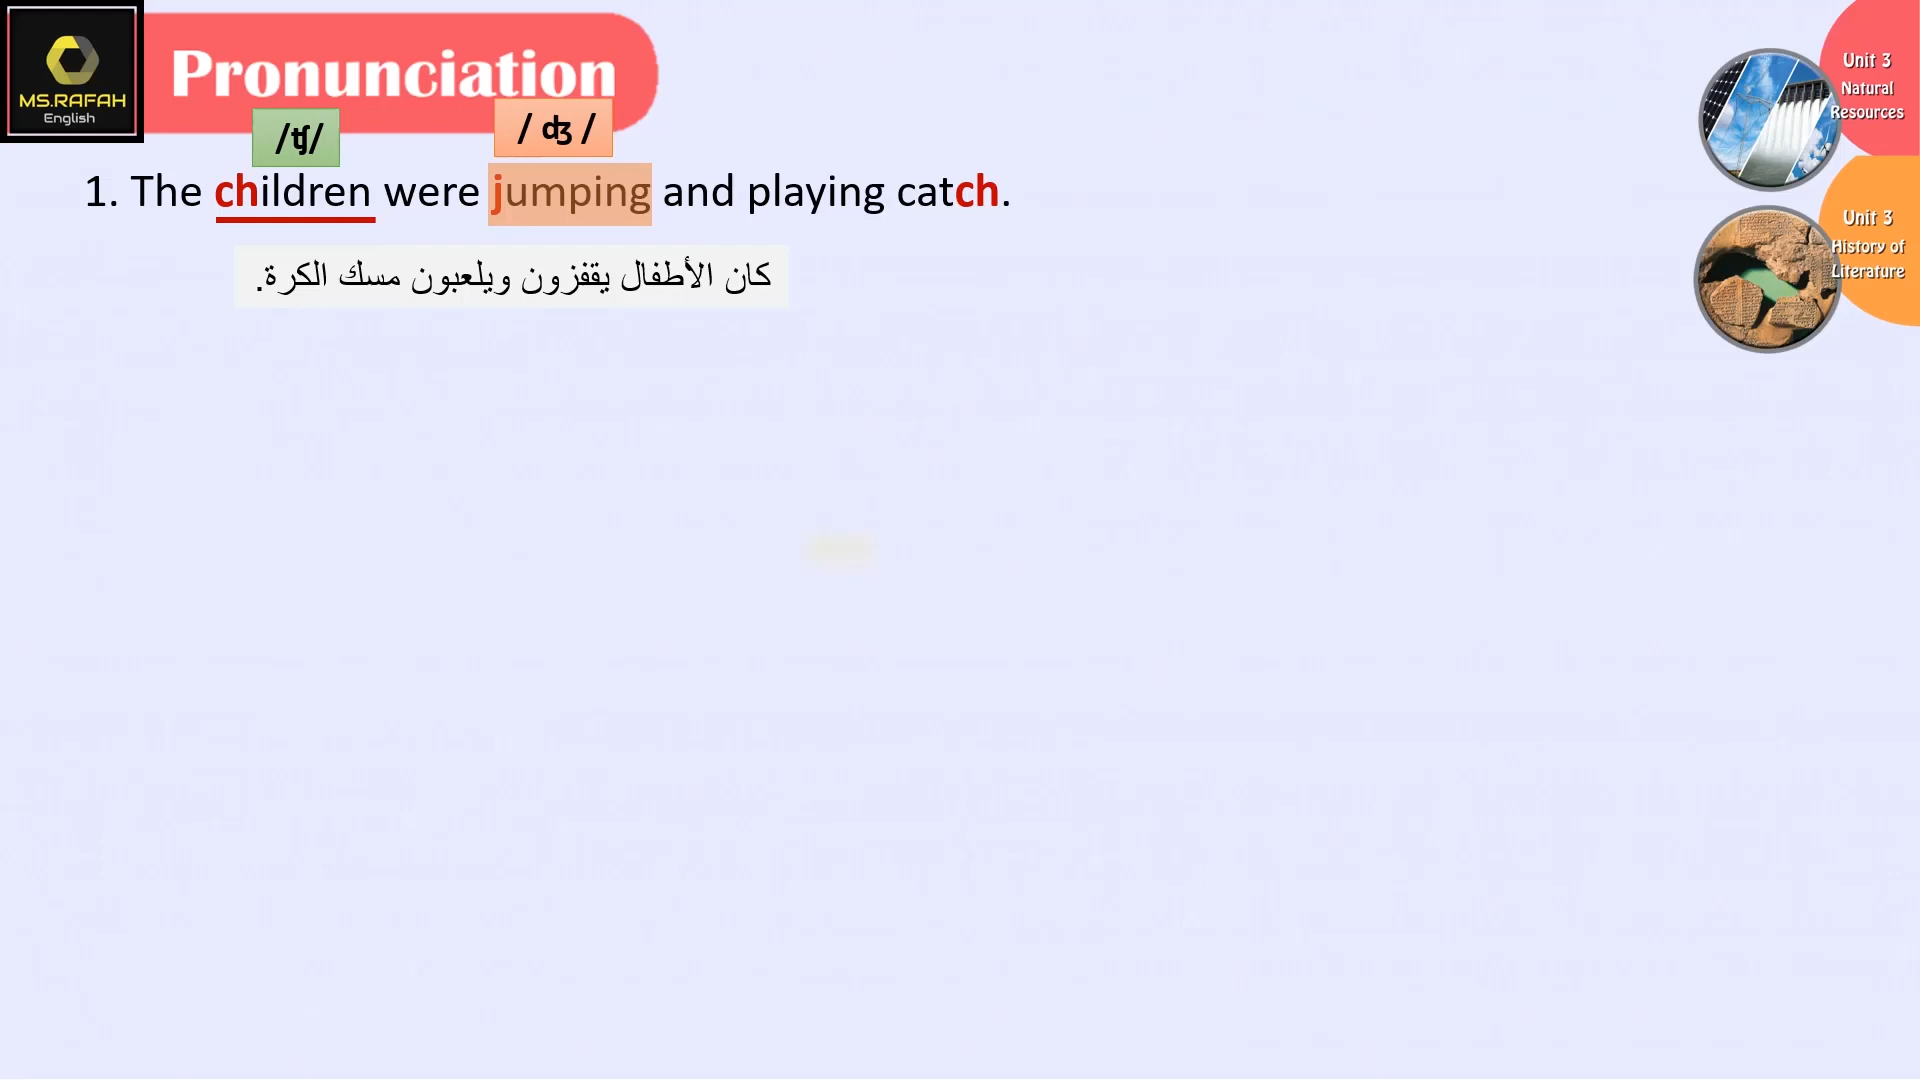 MS.RAFAH
English
Pronunciation
/ʧ/
/ ʤ /
1. The children were jumping and playing catch.
كان الأطفال يقفزون ويلعبون مسك الكرة.
Unit 3
Natural
Resources
Unit 3
History of
Literature